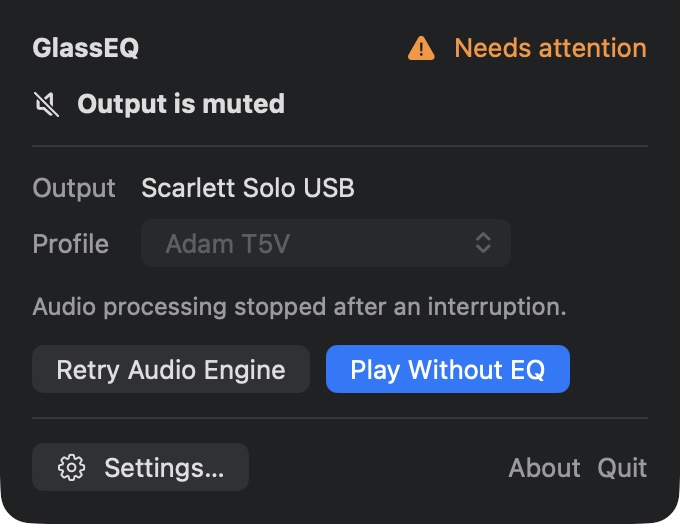 GlassEQ Needs attention
Output is muted
Output Scarlett Solo USB
Profile Adam T5V
Audio processing stopped after an interruption.
Retry Audio Engine Play Without EQ
Settings... About Quit